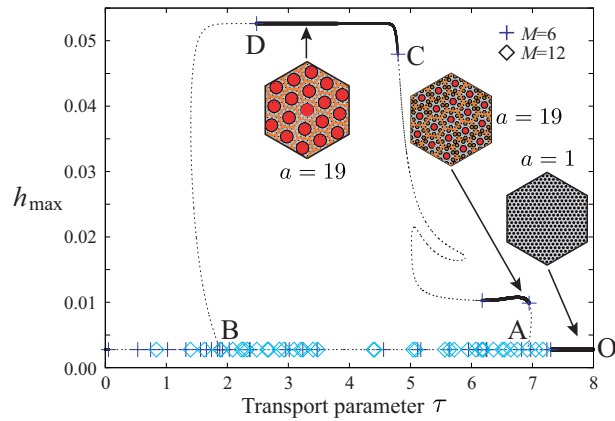 0.05
D
C
M=6
M=12
0.04
a = 19
a = 19
a = 1
0.03
h_max
0.02
0.01
B
A
O
0.00
0 1 2 3 4 5 6 7 8
Transport parameter τ